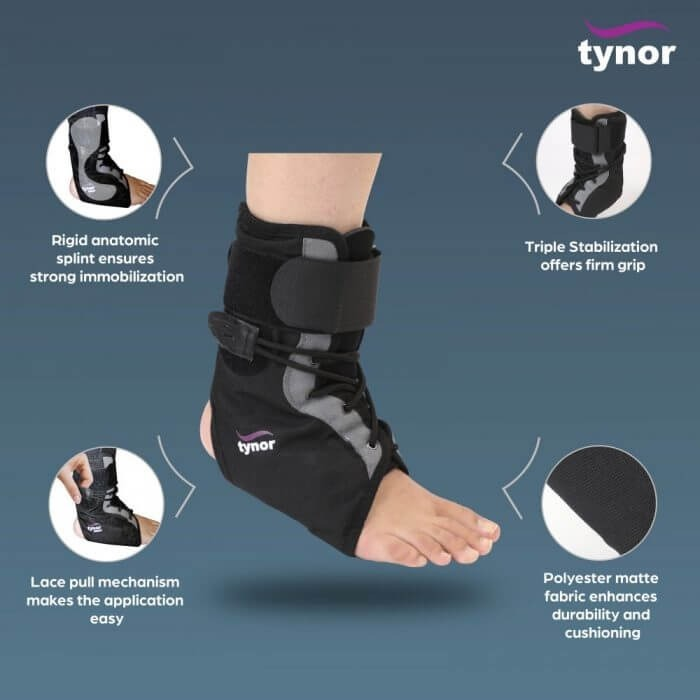 tynor
Rigid anatomic
splint ensures
strong immobilization
Triple Stabilization
offers firm grip
tynor
Lace pull mechanism
makes the application
easy
Polyester matte
fabric enhances
durability and
cushioning